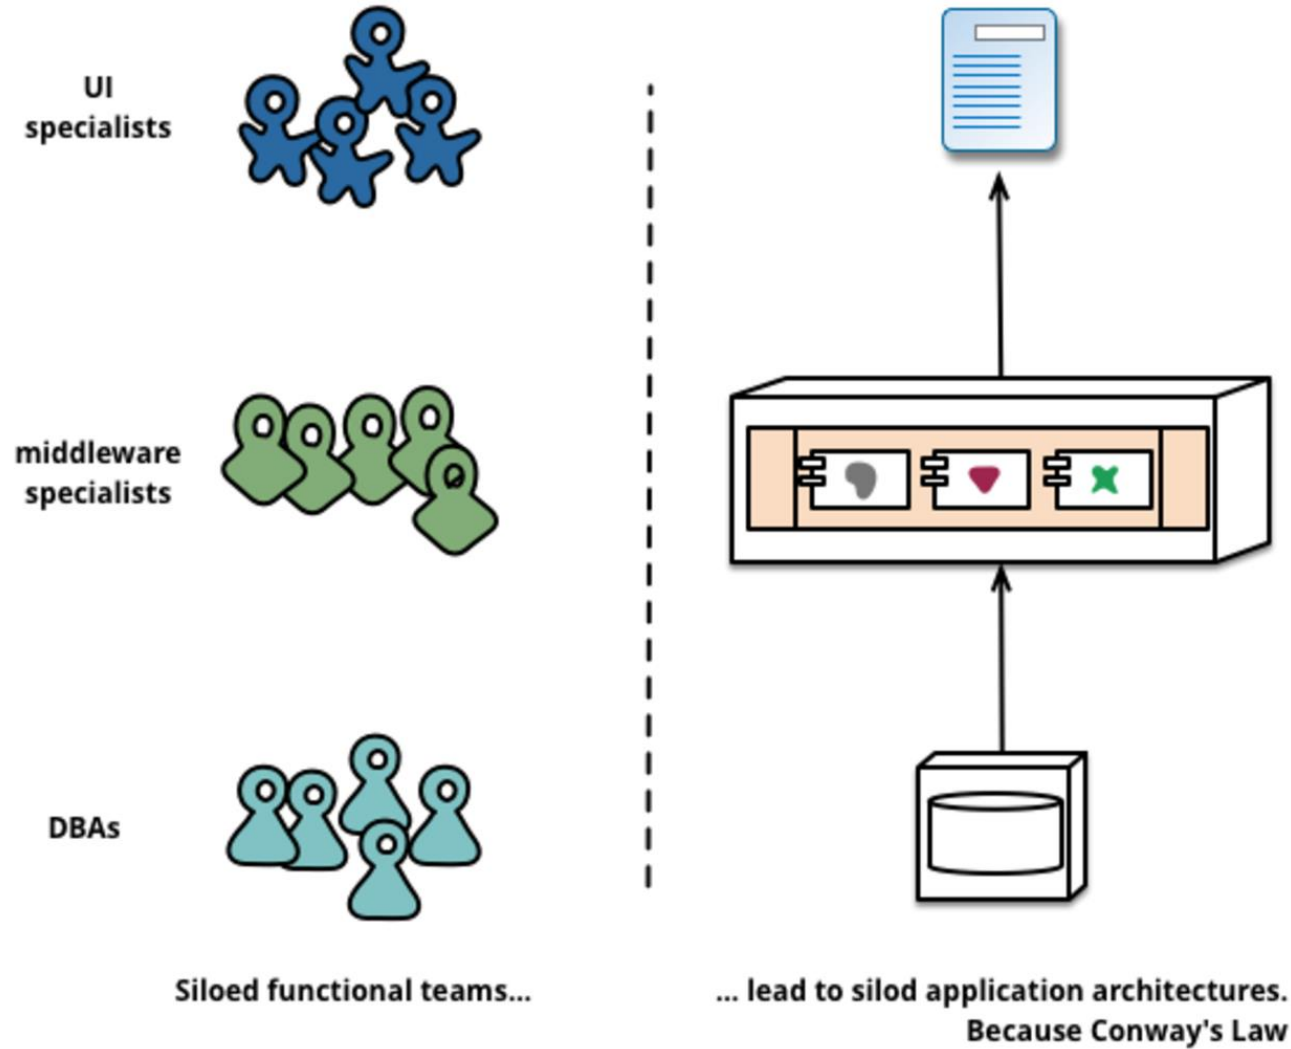 UI
specialists
middleware
specialists
DBAs
Siloed functional teams...
... lead to silod application architectures.
Because Conway's Law